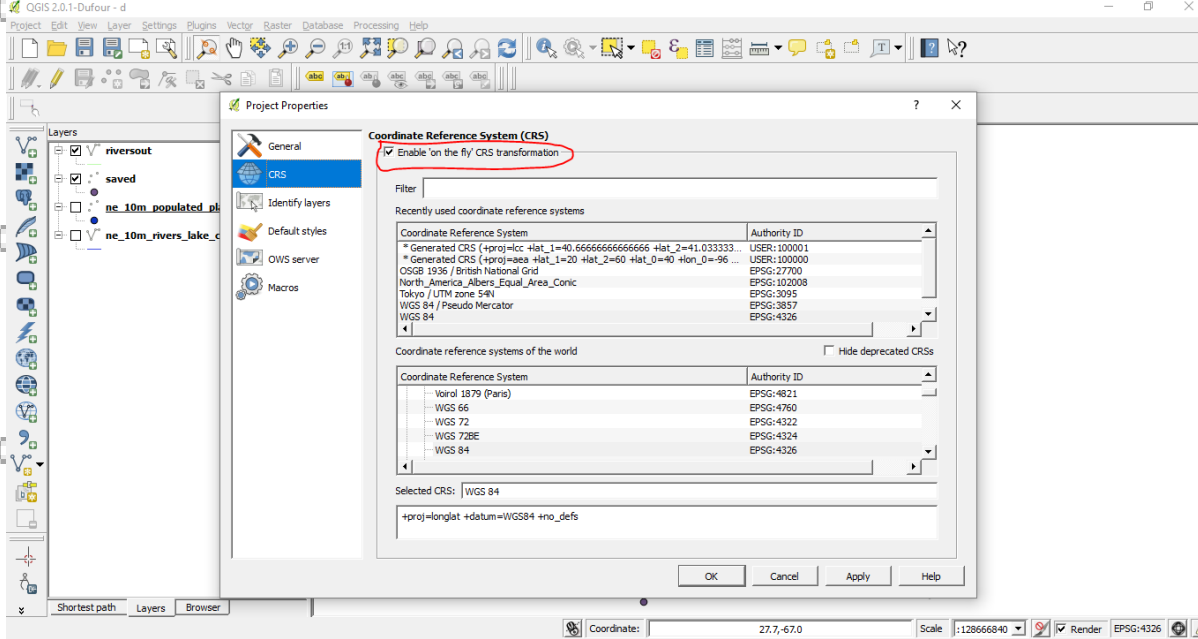 QGIS 2.0.1-Dufour - d
Project Edit View Layer Settings Plugins Vector Raster Database Processing Help
Project Properties
Layers
riversout
saved
ne_10m_populated_pl
ne_10m_rivers_lake_c
General
CRS
Identify layers
Default styles
OWS server
Macros
Coordinate Reference System (CRS)
Enable 'on the fly' CRS transformation
Filter
Recently used coordinate reference systems
Coordinate Reference System Authority ID
* Generated CRS (+proj=lcc +lat_1=40.66666666666666 +lat_2=41.033333... USER:100001
* Generated CRS (+proj=aea +lat_1=20 +lat_2=60 +lat_0=40 +lon_0=-96 ... USER:100000
OSGB 1936 / British National Grid EPSG:27700
North_America_Albers_Equal_Area_Conic EPSG:102008
Tokyo / UTM zone 54N EPSG:3095
WGS 84 / Pseudo Mercator EPSG:3857
WGS 84 EPSG:4326
Coordinate reference systems of the world Hide deprecated CRSs
Coordinate Reference System Authority ID
Voirol 1879 (Paris) EPSG:4821
WGS 66 EPSG:4760
WGS 72 EPSG:4322
WGS 72BE EPSG:4324
WGS 84 EPSG:4326
Selected CRS: WGS 84
+proj=longlat +datum=WGS84 +no_defs
OK Cancel Apply Help
Shortest path Layers Browser
Coordinate: 27.7,-67.0 Scale :128666840 Render EPSG:4326